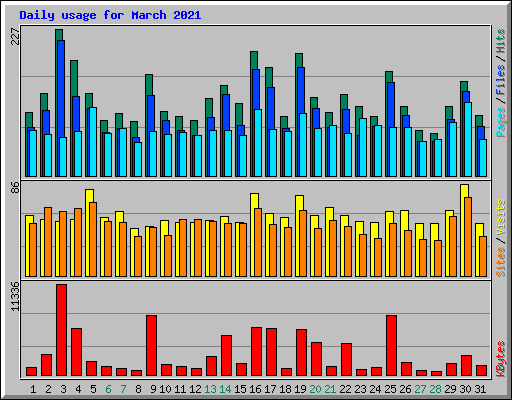 Daily usage for March 2021
227
Pages / Files / Hits
86
Sites / Visits
11336
KBytes
1 2 3 4 5 6 7 8 9 10 11 12 13 14 15 16 17 18 19 20 21 22 23 24 25 26 27 28 29 30 31